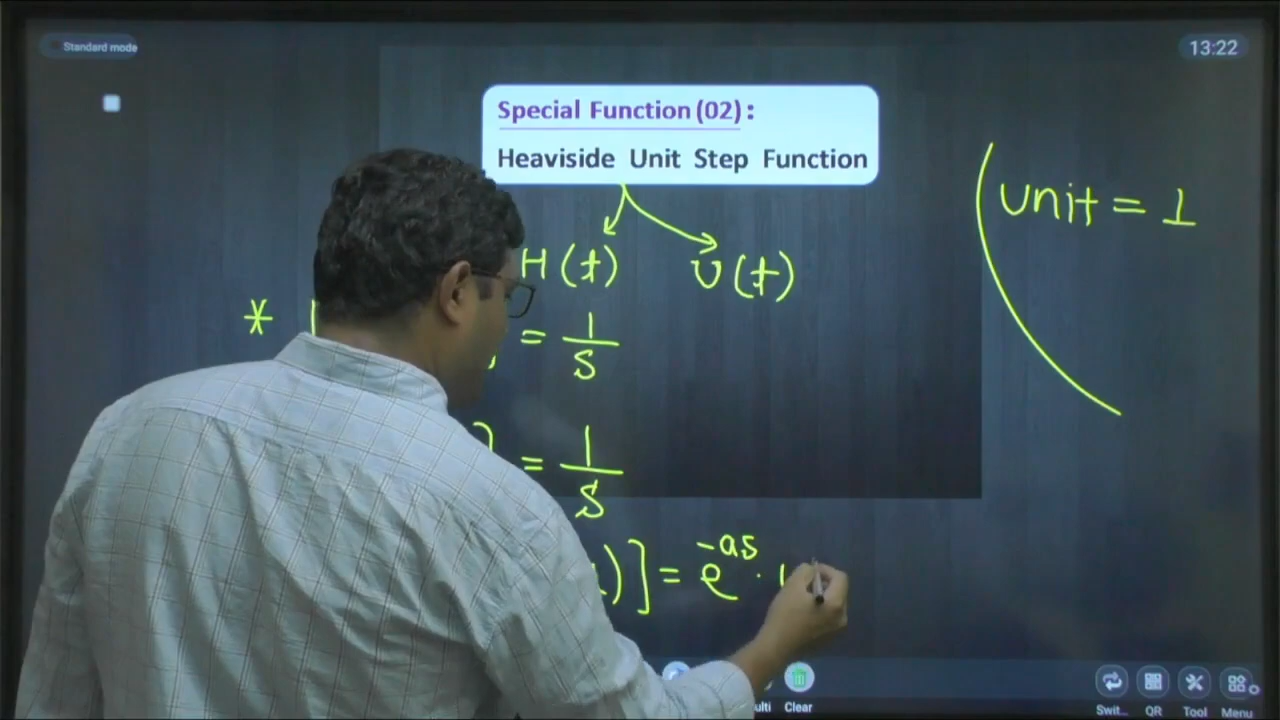 Standard mode
13:22
Special Function (02) :
Heaviside Unit Step Function
unit = 1
H (t) U (t)
* = 1/s
] = 1/s
)] = e^-as ·
Clear
Swit... QR Tool Menu